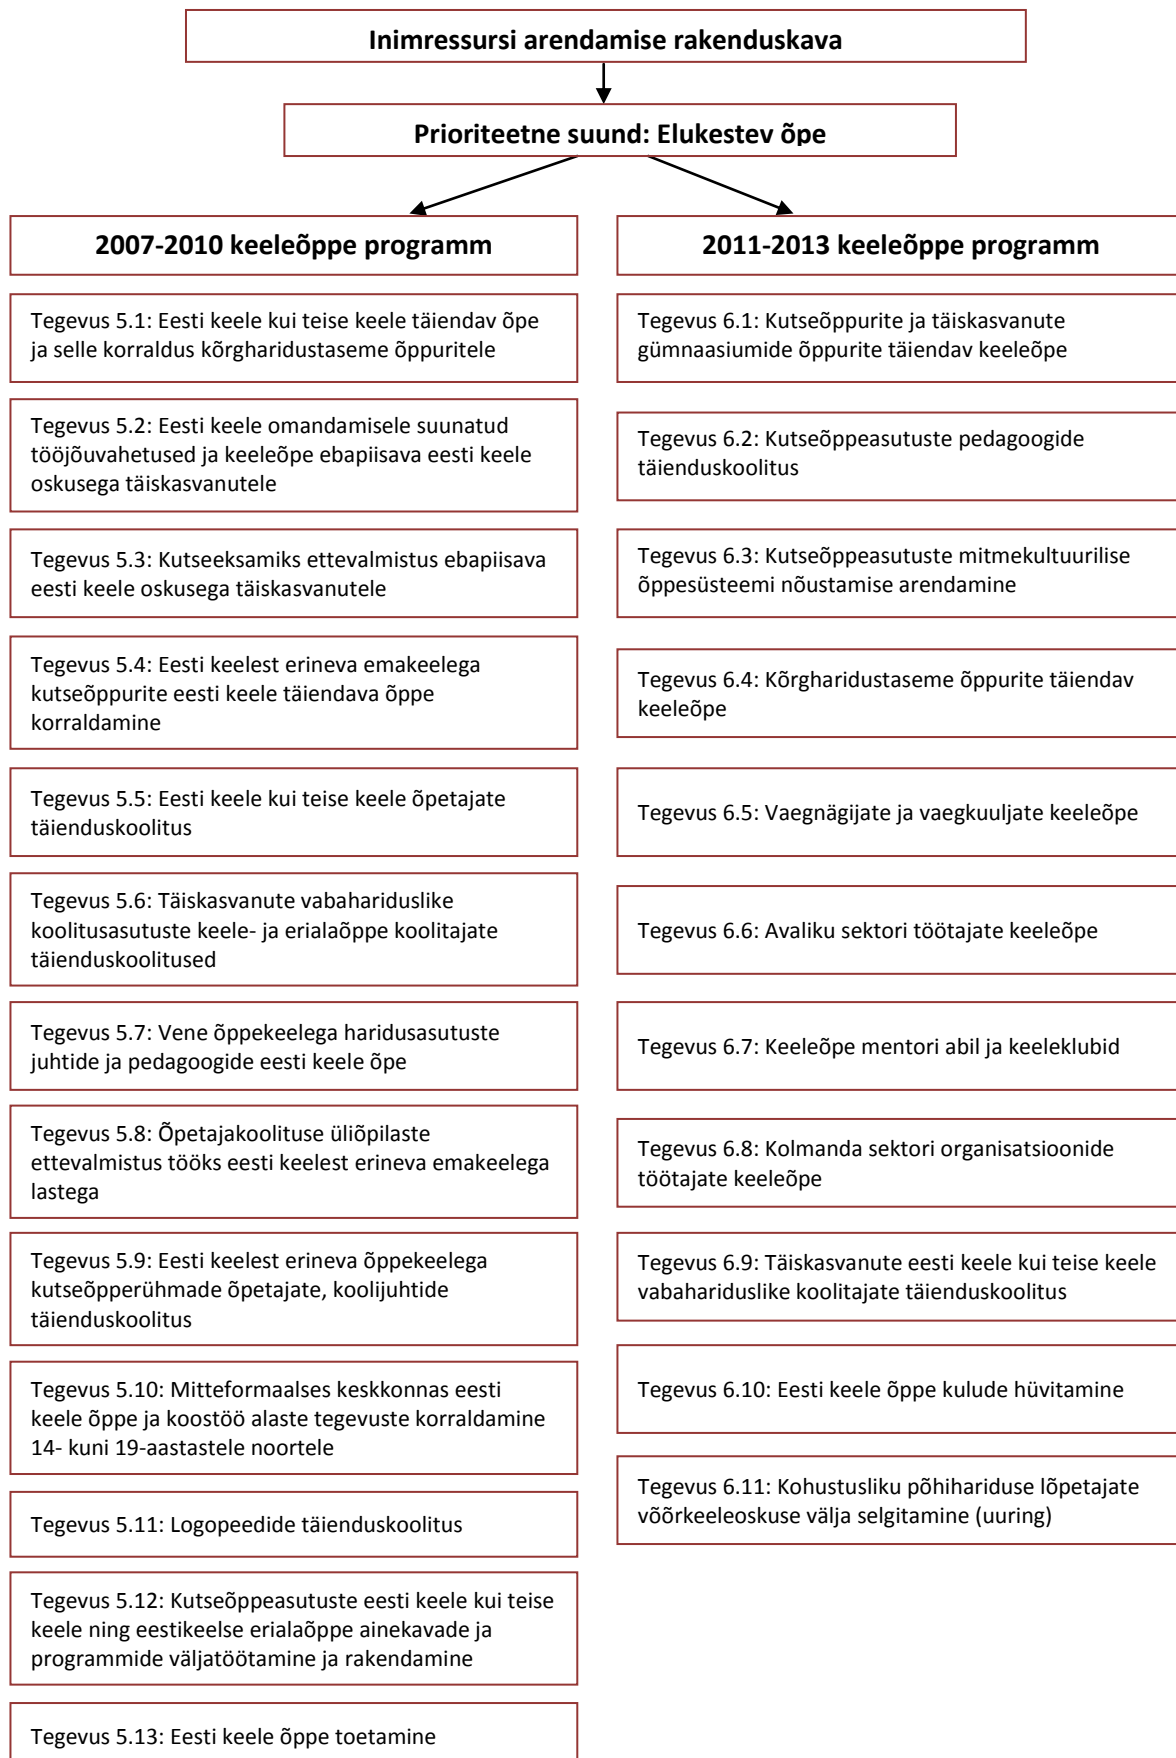 Inimressursi arendamise rakenduskava
Prioriteetne suund: Elukestev õpe
2007-2010 keeleõppe programm
Tegevus 5.1: Eesti keele kui teise keele täiendav õpe
ja selle korraldus kõrgharidustaseme õppuritele
Tegevus 5.2: Eesti keele omandamisele suunatud
tööjõuvahetused ja keeleõpe ebapiisava eesti keele
oskusega täiskasvanutele
Tegevus 5.3: Kutseeksamiks ettevalmistus ebapiisava
eesti keele oskusega täiskasvanutele
Tegevus 5.4: Eesti keelest erineva emakeelega
kutseõppurite eesti keele täiendava õppe
korraldamine
Tegevus 5.5: Eesti keele kui teise keele õpetajate
täienduskoolitus
Tegevus 5.6: Täiskasvanute vabahariduslike
koolitusasutuste keele- ja erialaõppe koolitajate
täienduskoolitused
Tegevus 5.7: Vene õppekeelega haridusasutuste
juhtide ja pedagoogide eesti keele õpe
Tegevus 5.8: Õpetajakoolituse üliõpilaste
ettevalmistus tööks eesti keelest erineva emakeelega
lastega
Tegevus 5.9: Eesti keelest erineva õppekeelega
kutseõpperühmade õpetajate, koolijuhtide
täienduskoolitus
Tegevus 5.10: Mitteformaalses keskkonnas eesti
keele õppe ja koostöö alaste tegevuste korraldamine
14- kuni 19-aastastele noortele
Tegevus 5.11: Logopeedide täienduskoolitus
Tegevus 5.12: Kutseõppeasutuste eesti keele kui teise
keele ning eestikeelse erialaõppe ainekavade ja
programmide väljatöötamine ja rakendamine
Tegevus 5.13: Eesti keele õppe toetamine
2011-2013 keeleõppe programm
Tegevus 6.1: Kutseõppurite ja täiskasvanute
gümnaasiumide õppurite täiendav keeleõpe
Tegevus 6.2: Kutseõppeasutuste pedagoogide
täienduskoolitus
Tegevus 6.3: Kutseõppeasutuste mitmekultuurilise
õppesüsteemi nõustamise arendamine
Tegevus 6.4: Kõrgharidustaseme õppurite täiendav
keeleõpe
Tegevus 6.5: Vaegnägijate ja vaegkuuljate keeleõpe
Tegevus 6.6: Avaliku sektori töötajate keeleõpe
Tegevus 6.7: Keeleõpe mentori abil ja keeleklubid
Tegevus 6.8: Kolmanda sektori organisatsioonide
töötajate keeleõpe
Tegevus 6.9: Täiskasvanute eesti keele kui teise keele
vabahariduslike koolitajate täienduskoolitus
Tegevus 6.10: Eesti keele õppe kulude hüvitamine
Tegevus 6.11: Kohustusliku põhihariduse lõpetajate
võõrkeeleoskuse välja selgitamine (uuring)